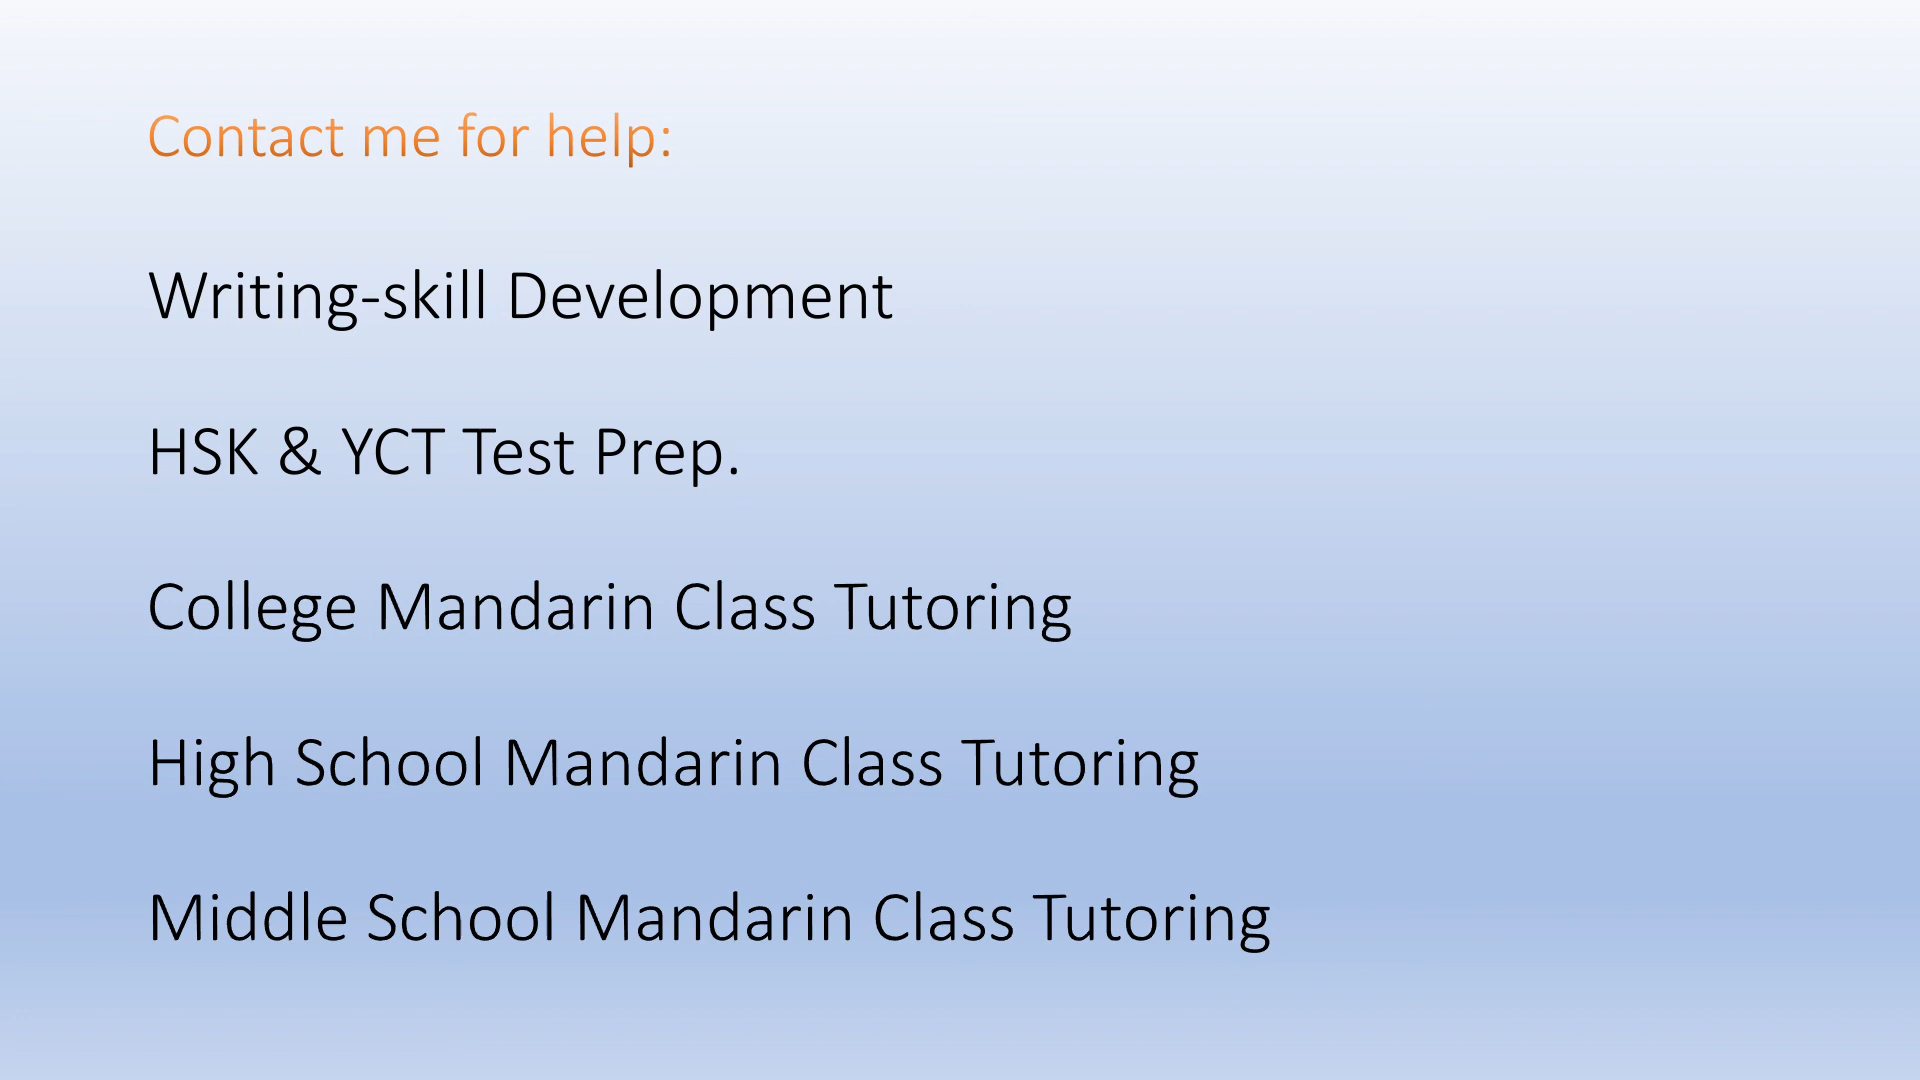 Contact me for help:
Writing-skill Development
HSK & YCT Test Prep.
College Mandarin Class Tutoring
High School Mandarin Class Tutoring
Middle School Mandarin Class Tutoring